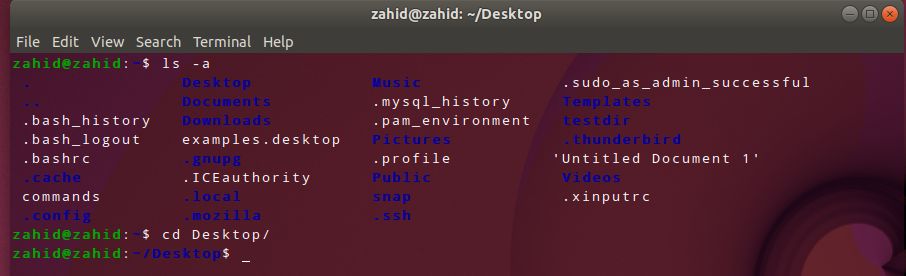 zahid@zahid: ~/Desktop
File Edit View Search Terminal Help
zahid@zahid:~$ ls -a
. Desktop Music .sudo_as_admin_successful
.. Documents .mysql_history Templates
.bash_history Downloads .pam_environment testdir
.bash_logout examples.desktop Pictures .thunderbird
.bashrc .gnupg .profile 'Untitled Document 1'
.cache .ICEauthority Public Videos
commands .local snap .xinputrc
.config .mozilla .ssh
zahid@zahid:~$ cd Desktop/
zahid@zahid:~/Desktop$ _